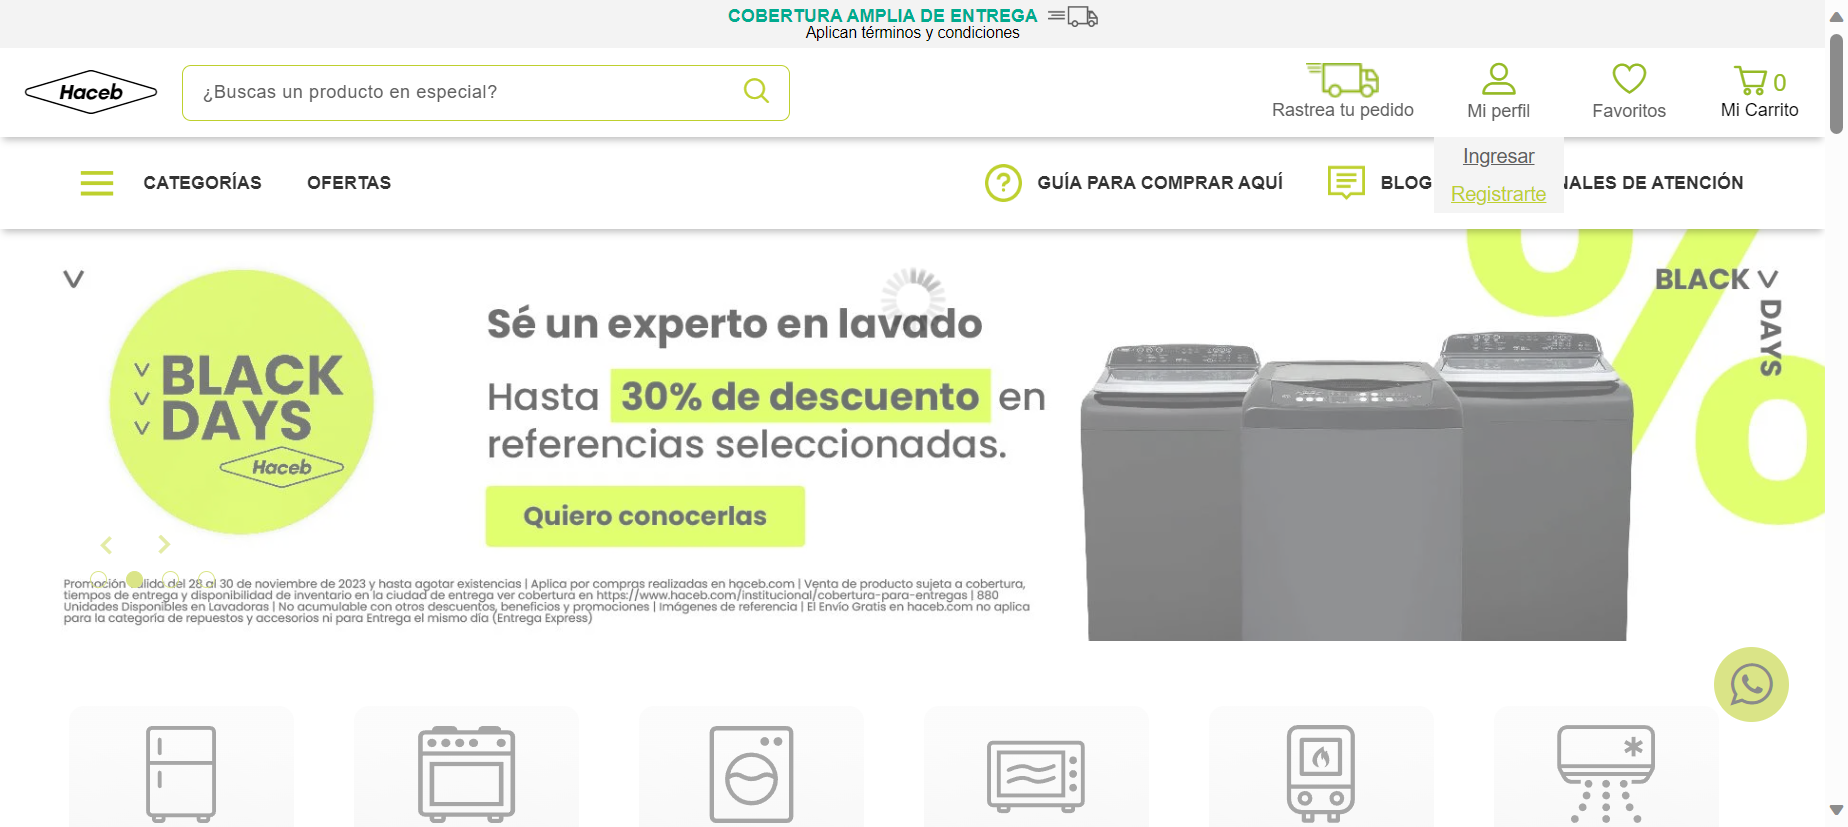 COBERTURA AMPLIA DE ENTREGA
Aplican términos y condiciones
Haceb
¿Buscas un producto en especial?
Rastrea tu pedido
Mi perfil
Favoritos
0
Mi Carrito
Ingresar
Registrarte
CATEGORÍAS
OFERTAS
GUÍA PARA COMPRAR AQUÍ
BLOG
NALES DE ATENCIÓN
BLACK
DAYS
Haceb
Sé un experto en lavado
Hasta 30% de descuento en
referencias seleccionadas.
Quiero conocerlas
BLACK
DAYS
%
Promoción válida del 28 al 30 de noviembre de 2023 y hasta agotar existencias | Aplica por compras realizadas en haceb.com | Venta de producto sujeta a cobertura,
tiempos de entrega y disponibilidad de inventario en la ciudad de entrega ver cobertura en https://www.haceb.com/institucional/cobertura-para-entregas | 880
Unidades Disponibles en Lavadoras | No acumulable con otros descuentos, beneficios y promociones | Imágenes de referencia | El Envío Gratis en haceb.com no aplica
para la categoría de repuestos y accesorios ni para Entrega el mismo día (Entrega Express)